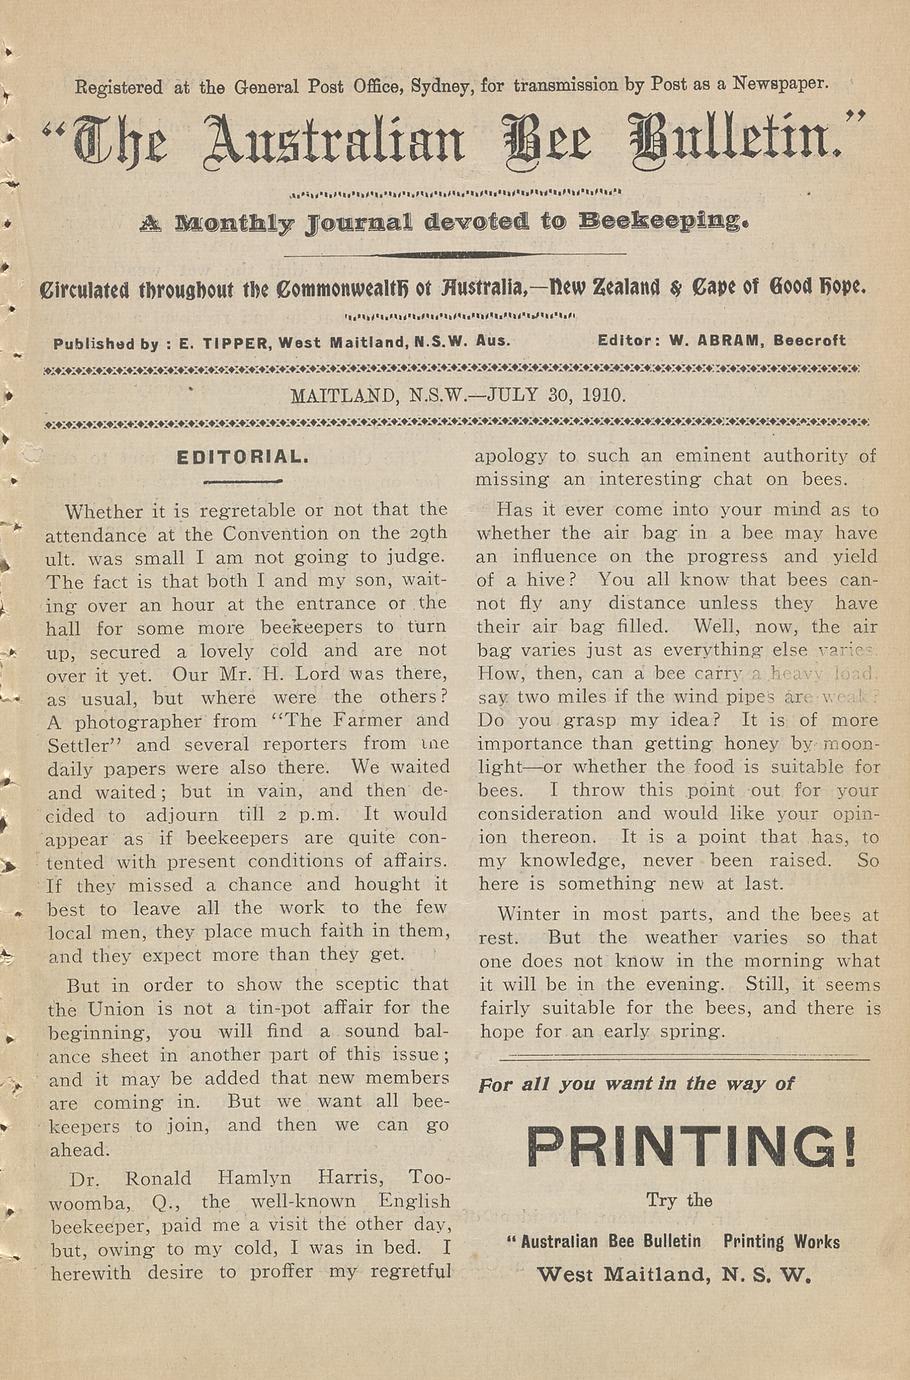 Registered at the General Post Office, Sydney, for transmission by Post as a Newspaper.
“The Australian Bee Bulletin.”
A Monthly Journal devoted to Beekeeping.
Circulated throughout the Commonwealth ot Australia,—New Zealand & Cape of Good Hope.
Published by : E. TIPPER, West Maitland, N.S.W. Aus.
Editor: W. ABRAM, Beecroft
MAITLAND, N.S.W.—JULY 30, 1910.
EDITORIAL.
Whether it is regretable or not that the
attendance at the Convention on the 29th
ult. was small I am not going to judge.
The fact is that both I and my son, wait-
ing over an hour at the entrance or the
hall for some more beekeepers to turn
up, secured a lovely cold and are not
over it yet. Our Mr. H. Lord was there,
as usual, but where were the others?
A photographer from “The Farmer and
Settler” and several reporters from the
daily papers were also there. We waited
and waited; but in vain, and then de-
cided to adjourn till 2 p.m. It would
appear as if beekeepers are quite con-
tented with present conditions of affairs.
If they missed a chance and hought it
best to leave all the work to the few
local men, they place much faith in them,
and they expect more than they get.
But in order to show the sceptic that
the Union is not a tin-pot affair for the
beginning, you will find a sound bal-
ance sheet in another part of this issue;
and it may be added that new members
are coming in. But we want all bee-
keepers to join, and then we can go
ahead.
Dr. Ronald Hamlyn Harris, Too-
woomba, Q., the well-known English
beekeeper, paid me a visit the other day,
but, owing to my cold, I was in bed. I
herewith desire to proffer my regretful
apology to such an eminent authority of
missing an interesting chat on bees.
Has it ever come into your mind as to
whether the air bag in a bee may have
an influence on the progress and yield
of a hive? You all know that bees can-
not fly any distance unless they have
their air bag filled. Well, now, the air
bag varies just as everything else varies.
How, then, can a bee carry a heavy load,
say two miles if the wind pipes are weak?
Do you grasp my idea? It is of more
importance than getting honey by moon-
light—or whether the food is suitable for
bees. I throw this point out for your
consideration and would like your opin-
ion thereon. It is a point that has, to
my knowledge, never been raised. So
here is something new at last.
Winter in most parts, and the bees at
rest. But the weather varies so that
one does not know in the morning what
it will be in the evening. Still, it seems
fairly suitable for the bees, and there is
hope for an early spring.
For all you want in the way of
PRINTING!
Try the
“ Australian Bee Bulletin Printing Works
West Maitland, N. S. W.